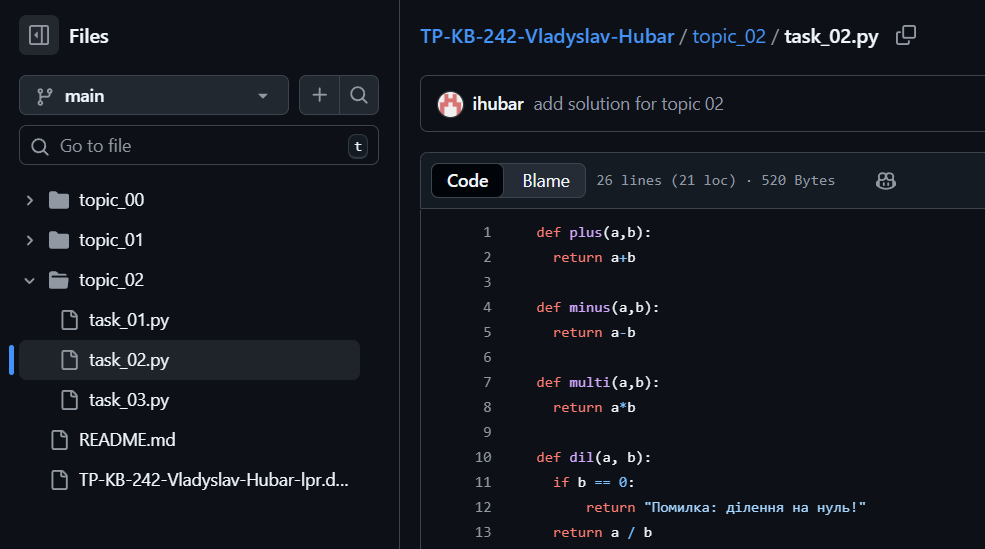 Files
main
Go to file
t
topic_00
topic_01
topic_02
task_01.py
task_02.py
task_03.py
README.md
TP-KB-242-Vladyslav-Hubar-lpr.d...
TP-KB-242-Vladyslav-Hubar / topic_02 / task_02.py
ihubar add solution for topic 02
Code Blame 26 lines (21 loc) · 520 Bytes
1 def plus(a,b):
2   return a+b
3
4 def minus(a,b):
5   return a-b
6
7 def multi(a,b):
8   return a*b
9
10 def dil(a, b):
11   if b == 0:
12       return "Помилка: ділення на нуль!"
13   return a / b